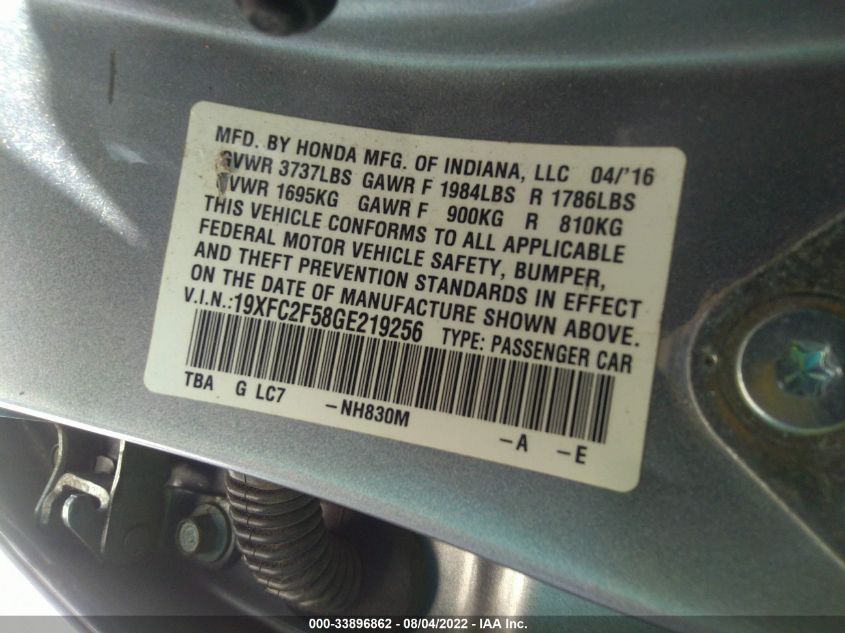 MFD. BY HONDA MFG. OF INDIANA, LLC 04/'16
GVWR 3737LBS GAWR F 1984LBS R 1786LBS
GVWR 1695KG GAWR F 900KG R 810KG
THIS VEHICLE CONFORMS TO ALL APPLICABLE
FEDERAL MOTOR VEHICLE SAFETY, BUMPER,
AND THEFT PREVENTION STANDARDS IN EFFECT
ON THE DATE OF MANUFACTURE SHOWN ABOVE.
V.I.N.:19XFC2F58GE219256 TYPE: PASSENGER CAR
TBA G LC7 -NH830M -A -E
000-33896862 - 08/04/2022 - IAA Inc.